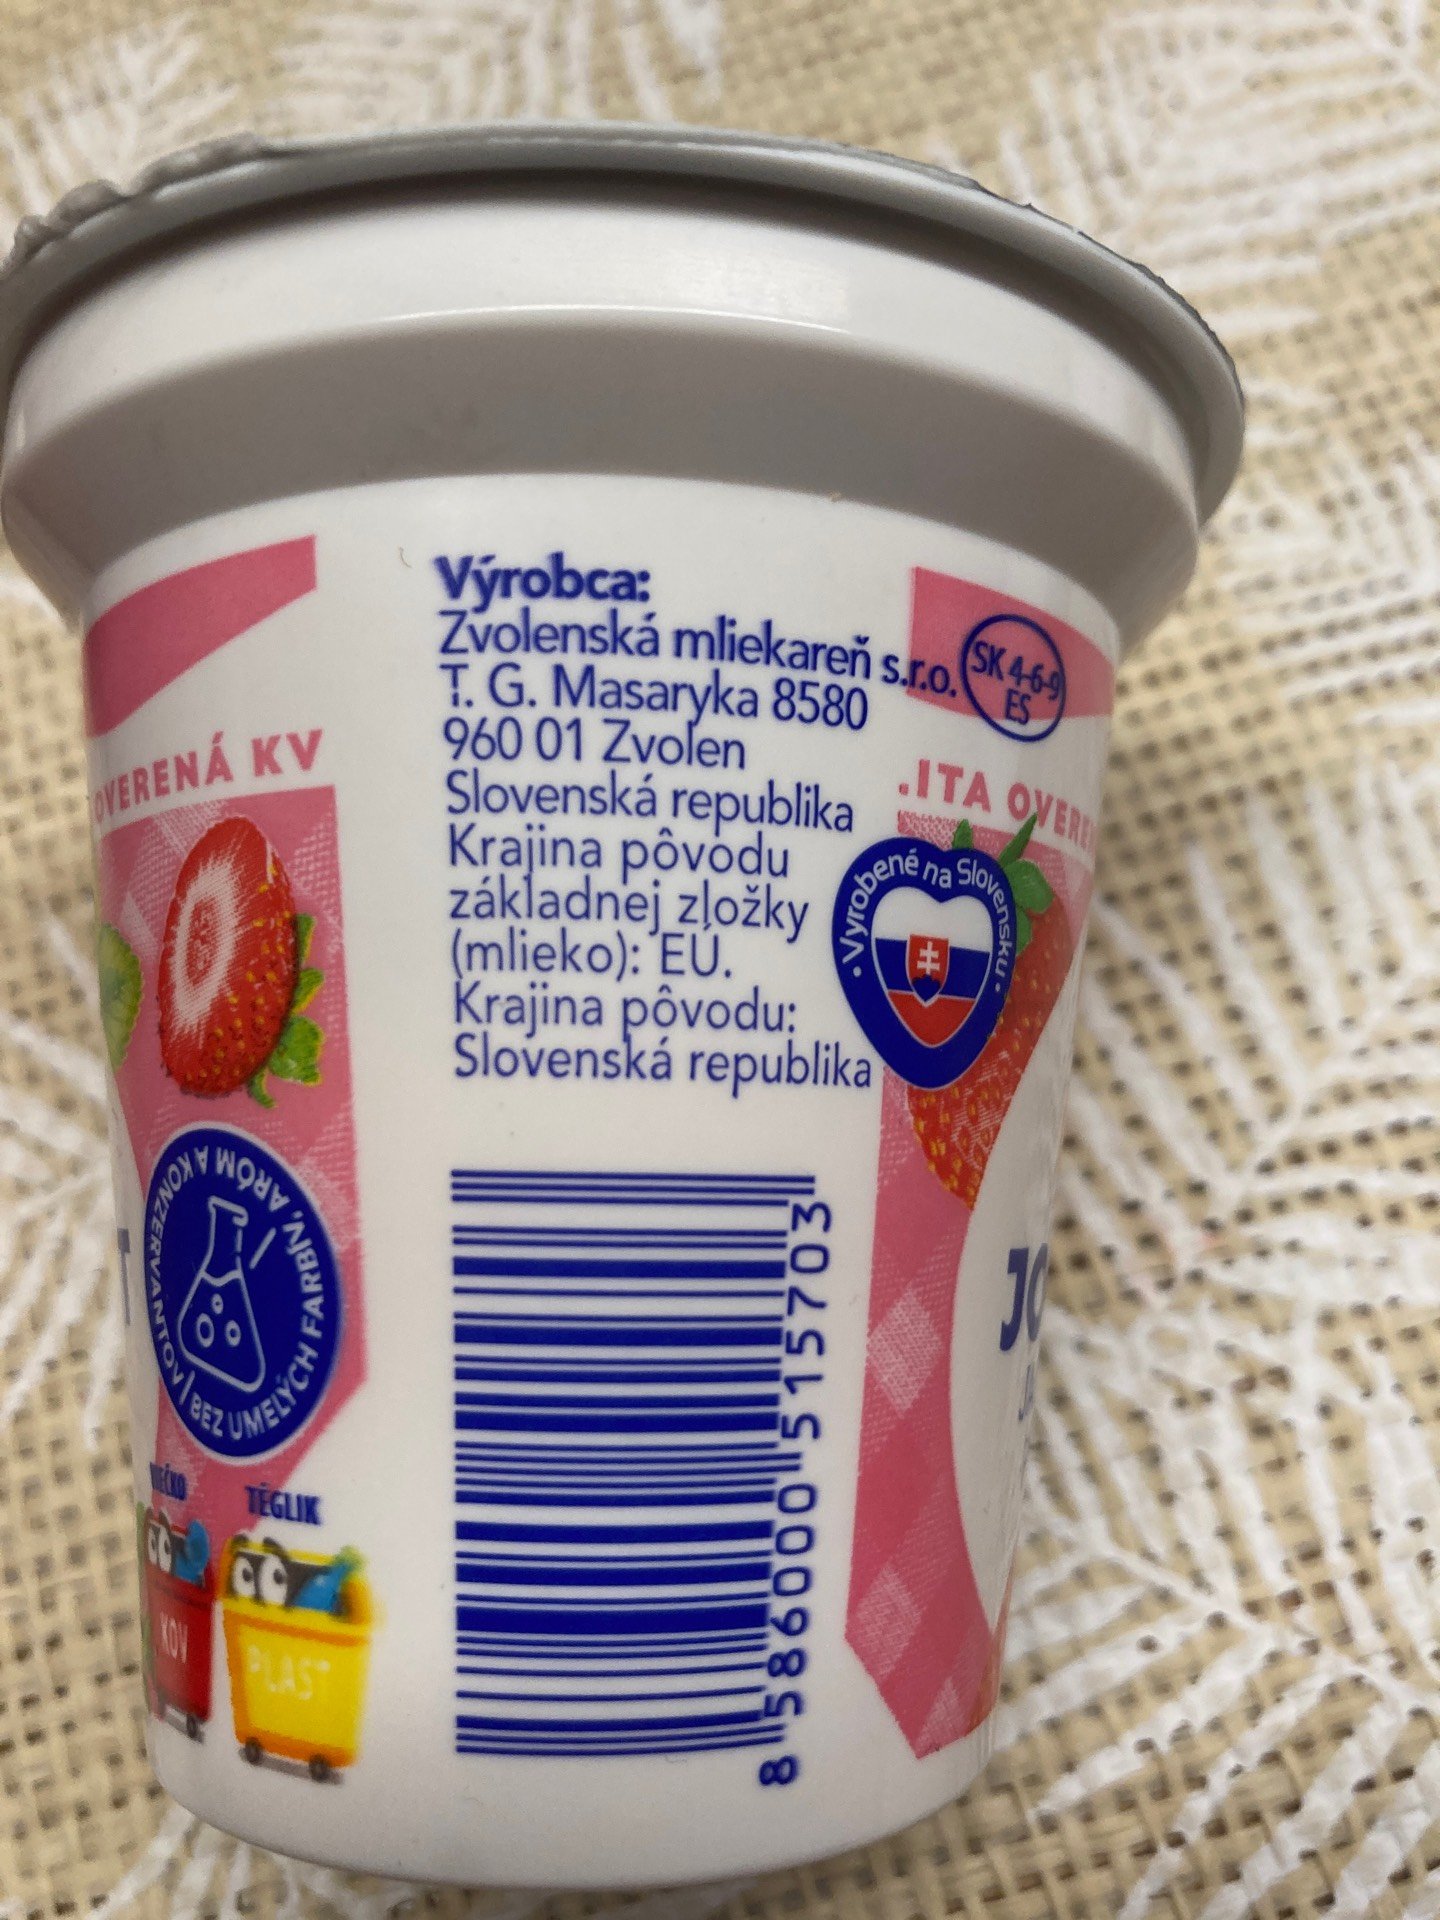 Výrobca:
Zvolenská mliekareň s.r.o.
T. G. Masaryka 8580
960 01 Zvolen
Slovenská republika
Krajina pôvodu
základnej zložky
(mlieko): EÚ.
Krajina pôvodu:
Slovenská republika
SK 4-6-9
ES
OVERENÁ KV
.ITA OVERE
• Vyrobené na Slovensku •
BEZ UMELÝCH FARBÍV, ARÓM A KONZERVANTOV |
TÉGLIK
KOV
PLAST
JO
8 586000 515703